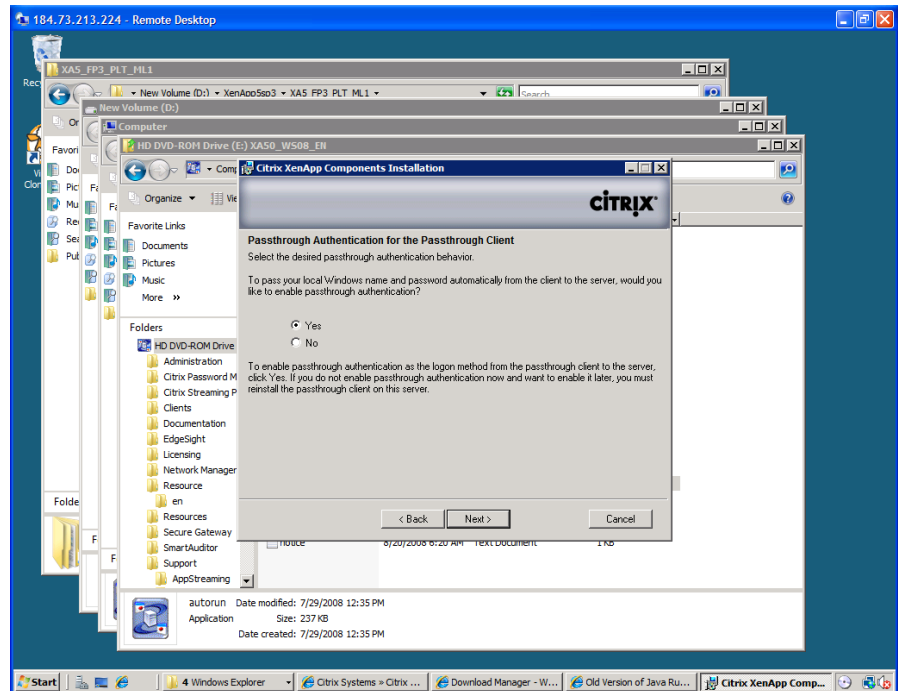 184.73.213.224 - Remote Desktop
XA5_FP3_PLT_ML1
New Volume (D:) XenApp5sp3 XA5_FP3_PLT_ML1
Search
New Volume (D:)
Computer
HD DVD-ROM Drive (E:) XA50_WS08_EN
Citrix XenApp Components Installation
CİTRIX
Organize
Favorite Links
Documents
Pictures
Music
More »
Folders
HD DVD-ROM Drive
Administration
Citrix Password M
Citrix Streaming P
Clients
Documentation
EdgeSight
Licensing
Network Manager
Resource
en
Resources
Secure Gateway
SmartAuditor
Support
AppStreaming
Passthrough Authentication for the Passthrough Client
Select the desired passthrough authentication behavior.
To pass your local Windows name and password automatically from the client to the server, would you
like to enable passthrough authentication?
Yes
No
To enable passthrough authentication as the logon method from the passthrough client to the server,
click Yes. If you do not enable passthrough authentication now and want to enable it later, you must
reinstall the passthrough client on this server.
< Back
Next >
Cancel
notice 8/20/2008 6:20 AM Text Document 1 KB
autorun Date modified: 7/29/2008 12:35 PM
Application Size: 237 KB
Date created: 7/29/2008 12:35 PM
Start
4 Windows Explorer
Citrix Systems » Citrix ...
Download Manager - W...
Old Version of Java Ru...
Citrix XenApp Comp...